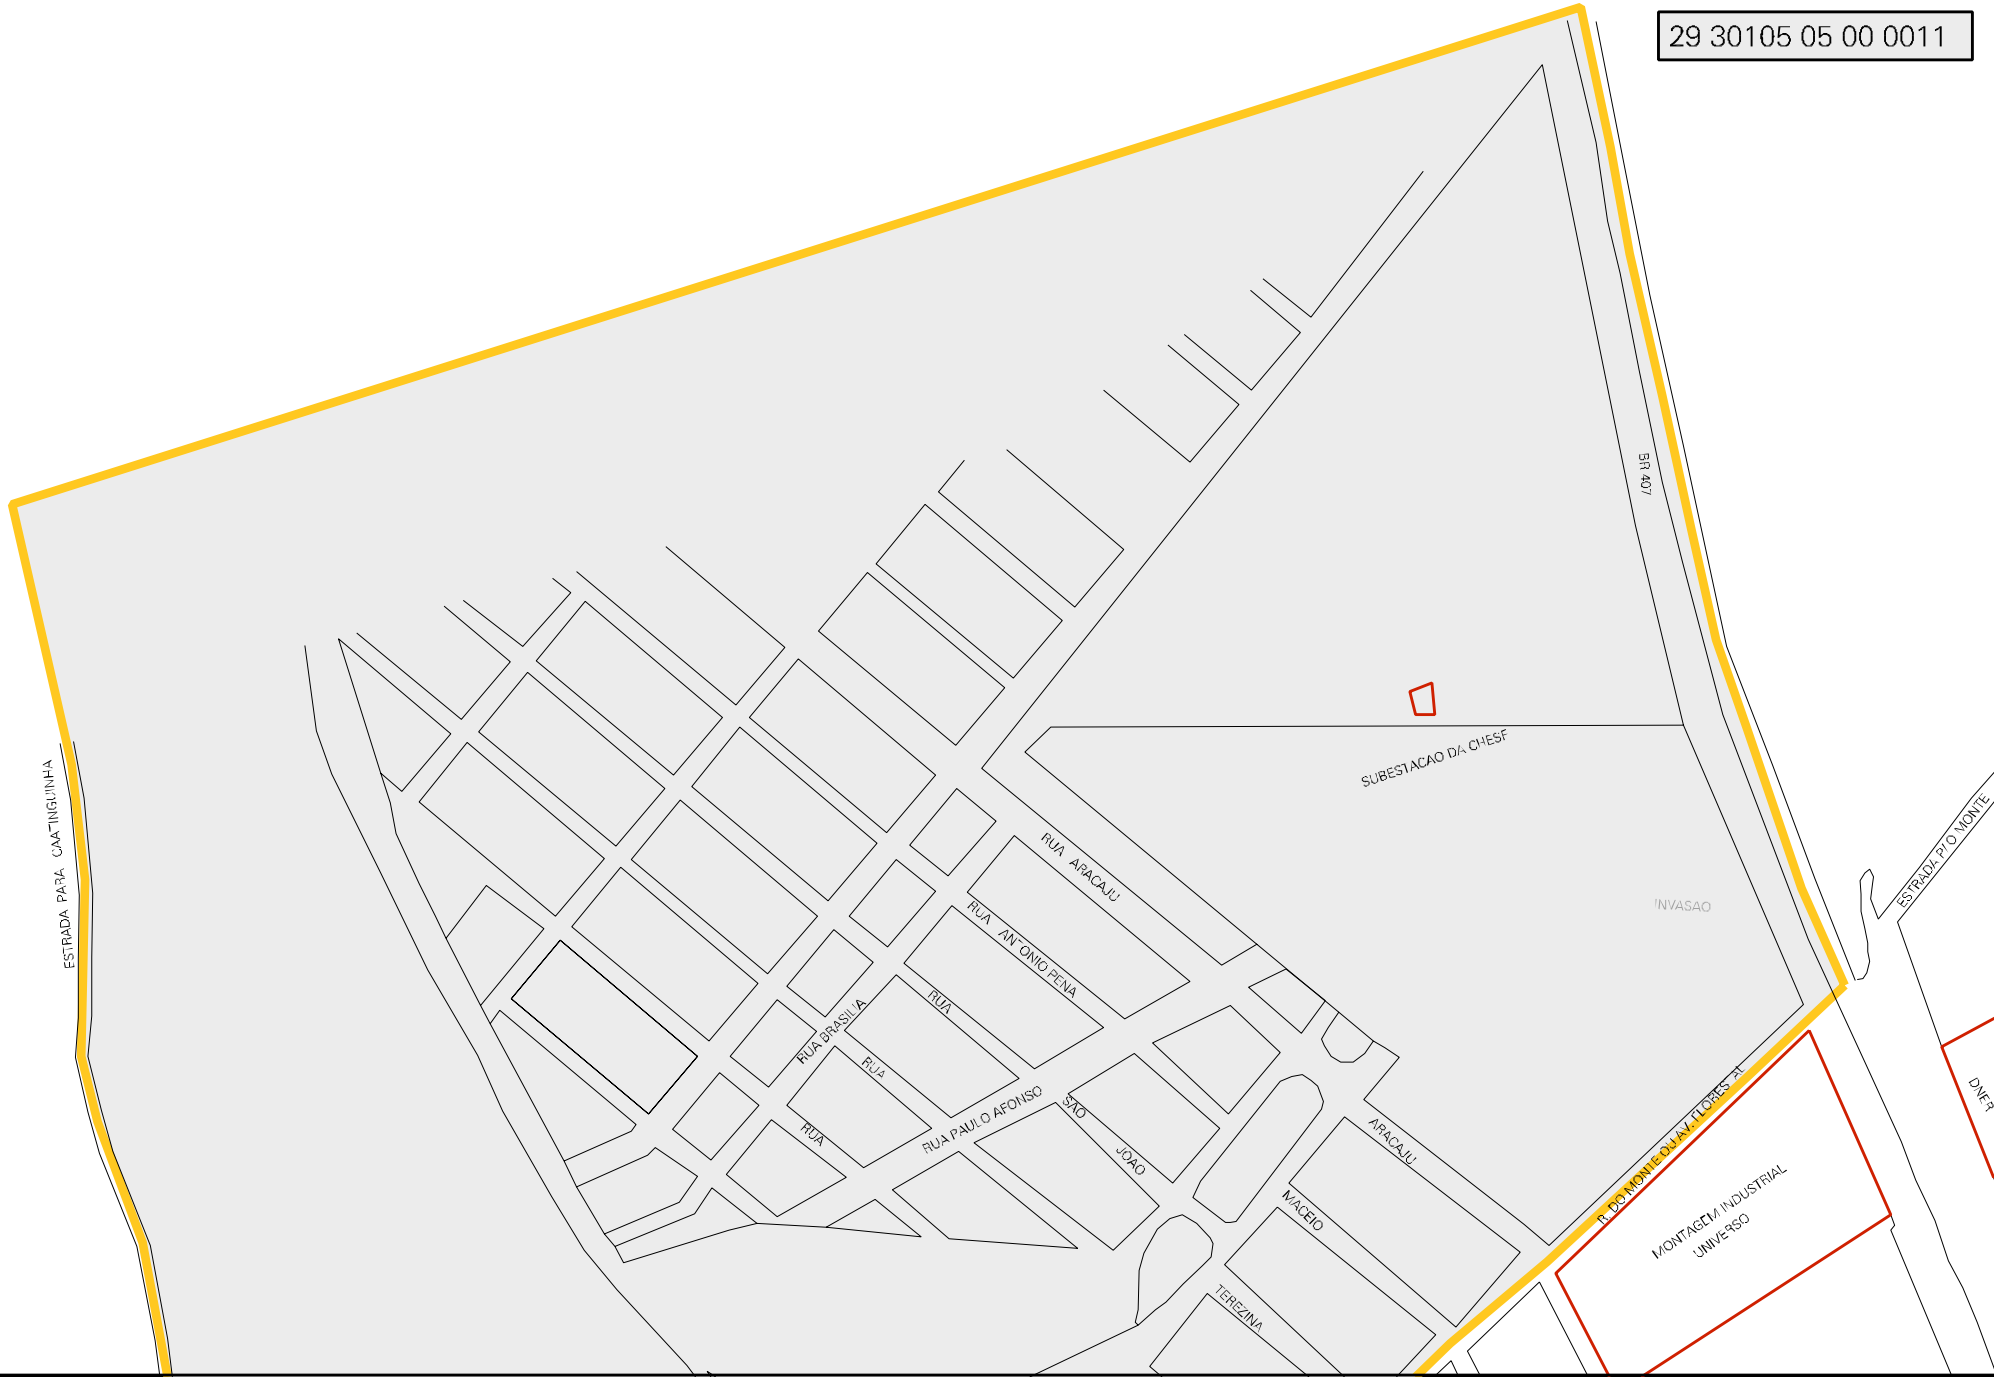 29 30105 05 00 0011
BR 407
ESTRADA PARA CAATINGUINHA
SUBESTACAO DA CHESF
ESTRADA P/ O MONTE
RUA ARACAJU
INVASAO
RUA ANTONIO PENA
RUA
RUA BRASILIA
RUA
RUA
RUA PAULO AFONSO
SAO JOAO
ARACAJU
R. DO MONTE OU AV. FLORES
DNER
MONTAGEM INDUSTRIAL
UNIVERSO
MACEIO
TEREZINA